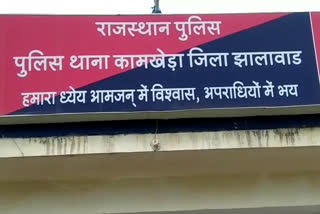 राजस्थान पुलिस
पुलिस थाना कामखेड़ा जिला झालावाड
हमारा ध्येय आमजन् में विश्वास, अपराधियों में भय